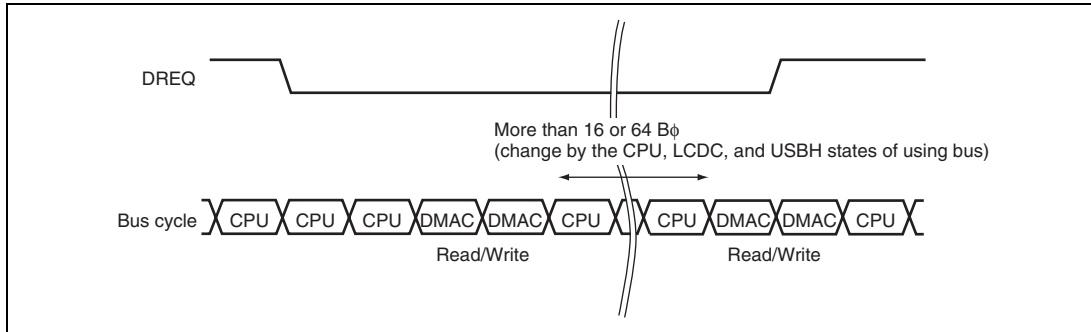 DREQ
More than 16 or 64 Bϕ
(change by the CPU, LCDC, and USBH states of using bus)
Bus cycle CPU CPU CPU DMAC DMAC CPU CPU DMAC DMAC CPU
Read/Write Read/Write